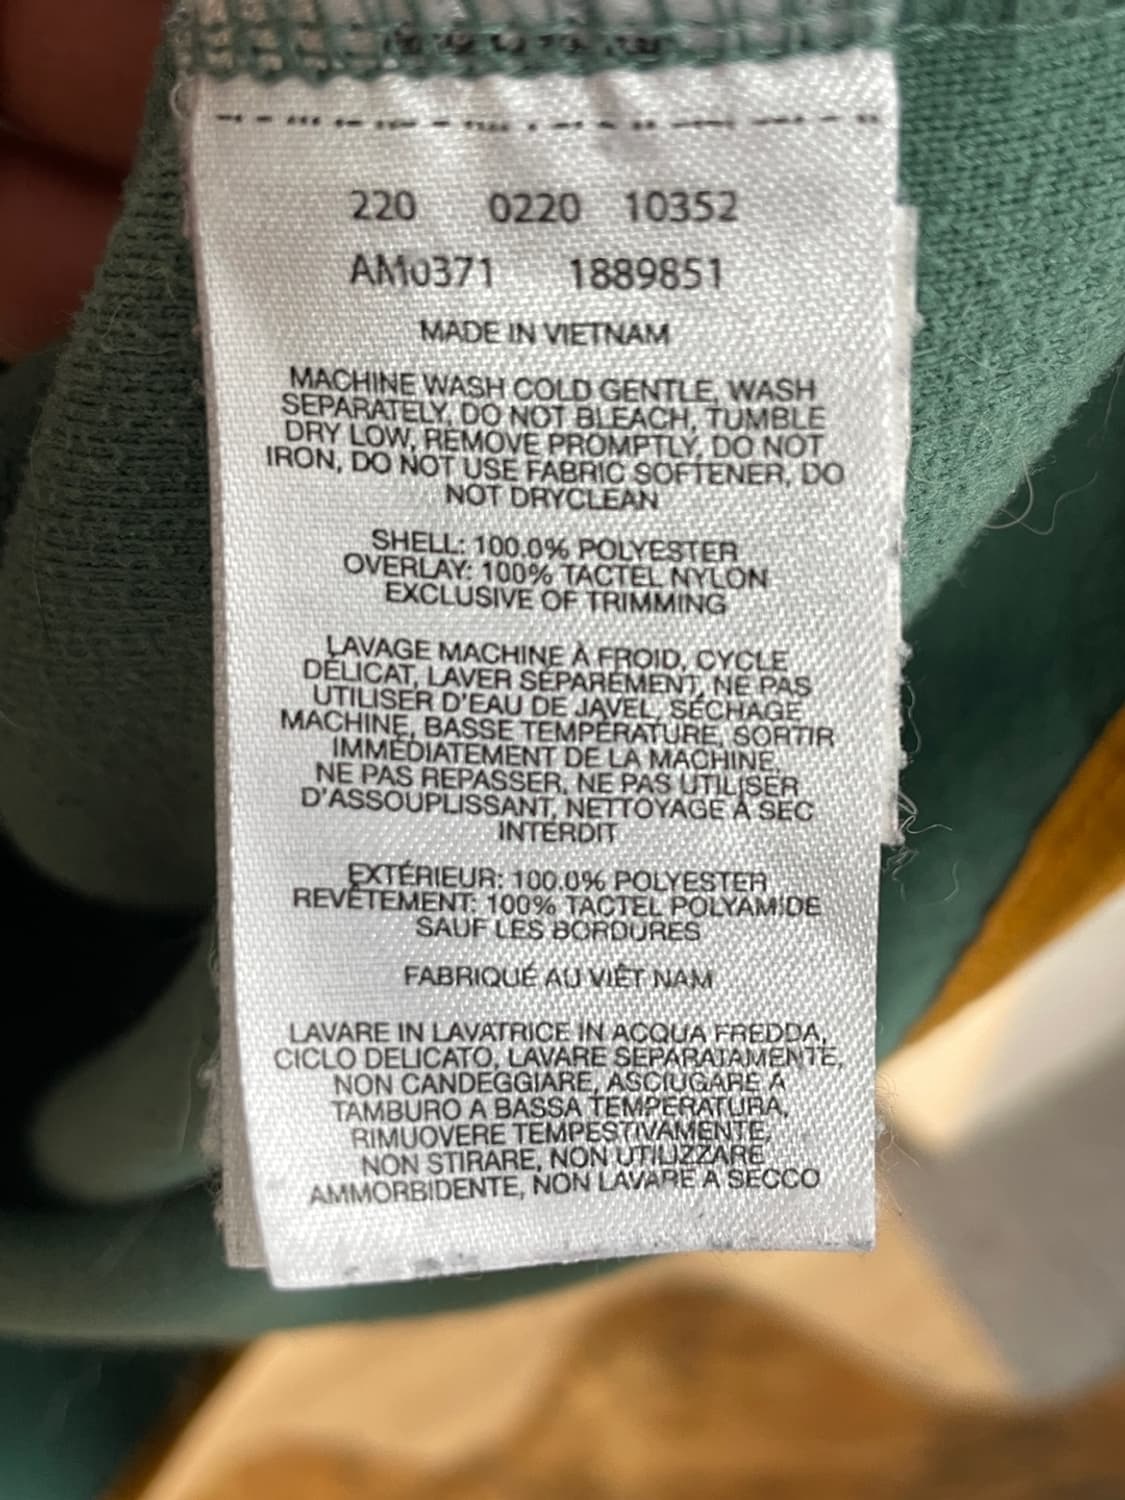 220 0220 10352
AM0371 1889851
MADE IN VIETNAM
MACHINE WASH COLD GENTLE, WASH
SEPARATELY, DO NOT BLEACH, TUMBLE
DRY LOW, REMOVE PROMPTLY, DO NOT
IRON, DO NOT USE FABRIC SOFTENER, DO
NOT DRYCLEAN
SHELL: 100.0% POLYESTER
OVERLAY: 100% TACTEL NYLON
EXCLUSIVE OF TRIMMING
LAVAGE MACHINE À FROID, CYCLE
DÉLICAT, LAVER SÉPARÉMENT, NE PAS
UTILISER D'EAU DE JAVEL, SÉCHAGE
MACHINE, BASSE TEMPÉRATURE, SORTIR
IMMÉDIATEMENT DE LA MACHINE,
NE PAS REPASSER, NE PAS UTILISER
D'ASSOUPLISSANT, NETTOYAGE À SEC
INTERDIT
EXTÉRIEUR: 100.0% POLYESTER
REVÊTEMENT: 100% TACTEL POLYAMIDE
SAUF LES BORDURES
FABRIQUÉ AU VIÊT NAM
LAVARE IN LAVATRICE IN ACQUA FREDDA,
CICLO DELICATO, LAVARE SEPARATAMENTE,
NON CANDEGGIARE, ASCIUGARE A
TAMBURO A BASSA TEMPERATURA,
RIMUOVERE TEMPESTIVAMENTE,
NON STIRARE, NON UTILIZZARE
AMMORBIDENTE, NON LAVARE A SECCO